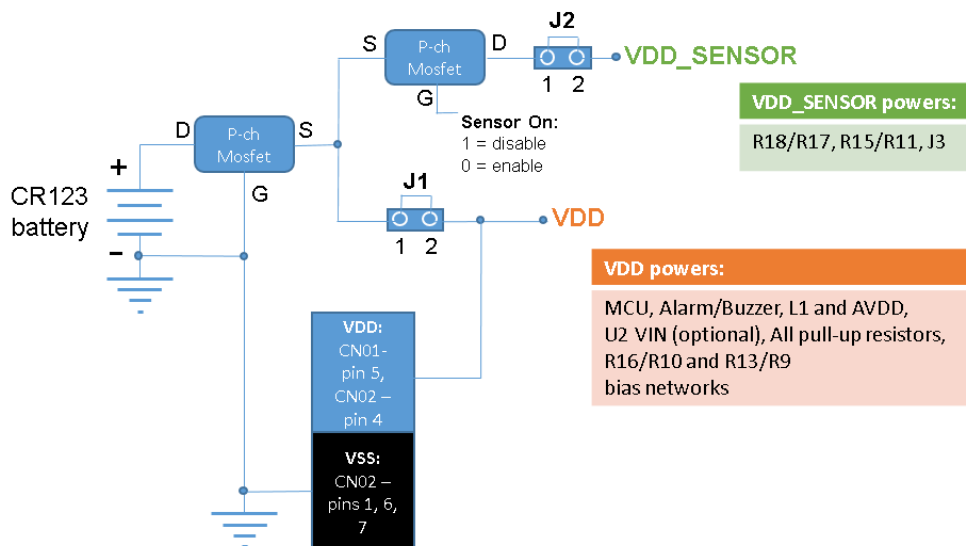 J2
S
P-ch
Mosfet
D
1 2
VDD_SENSOR
G
Sensor On:
1 = disable
0 = enable
VDD_SENSOR powers:
R18/R17, R15/R11, J3
D
P-ch
Mosfet
S
G
+
CR123
battery
–
J1
1 2
VDD
VDD powers:
MCU, Alarm/Buzzer, L1 and AVDD,
U2 VIN (optional), All pull-up resistors,
R16/R10 and R13/R9
bias networks
VDD:
CN01-
pin 5,
CN02 –
pin 4
VSS:
CN02 –
pins 1, 6,
7